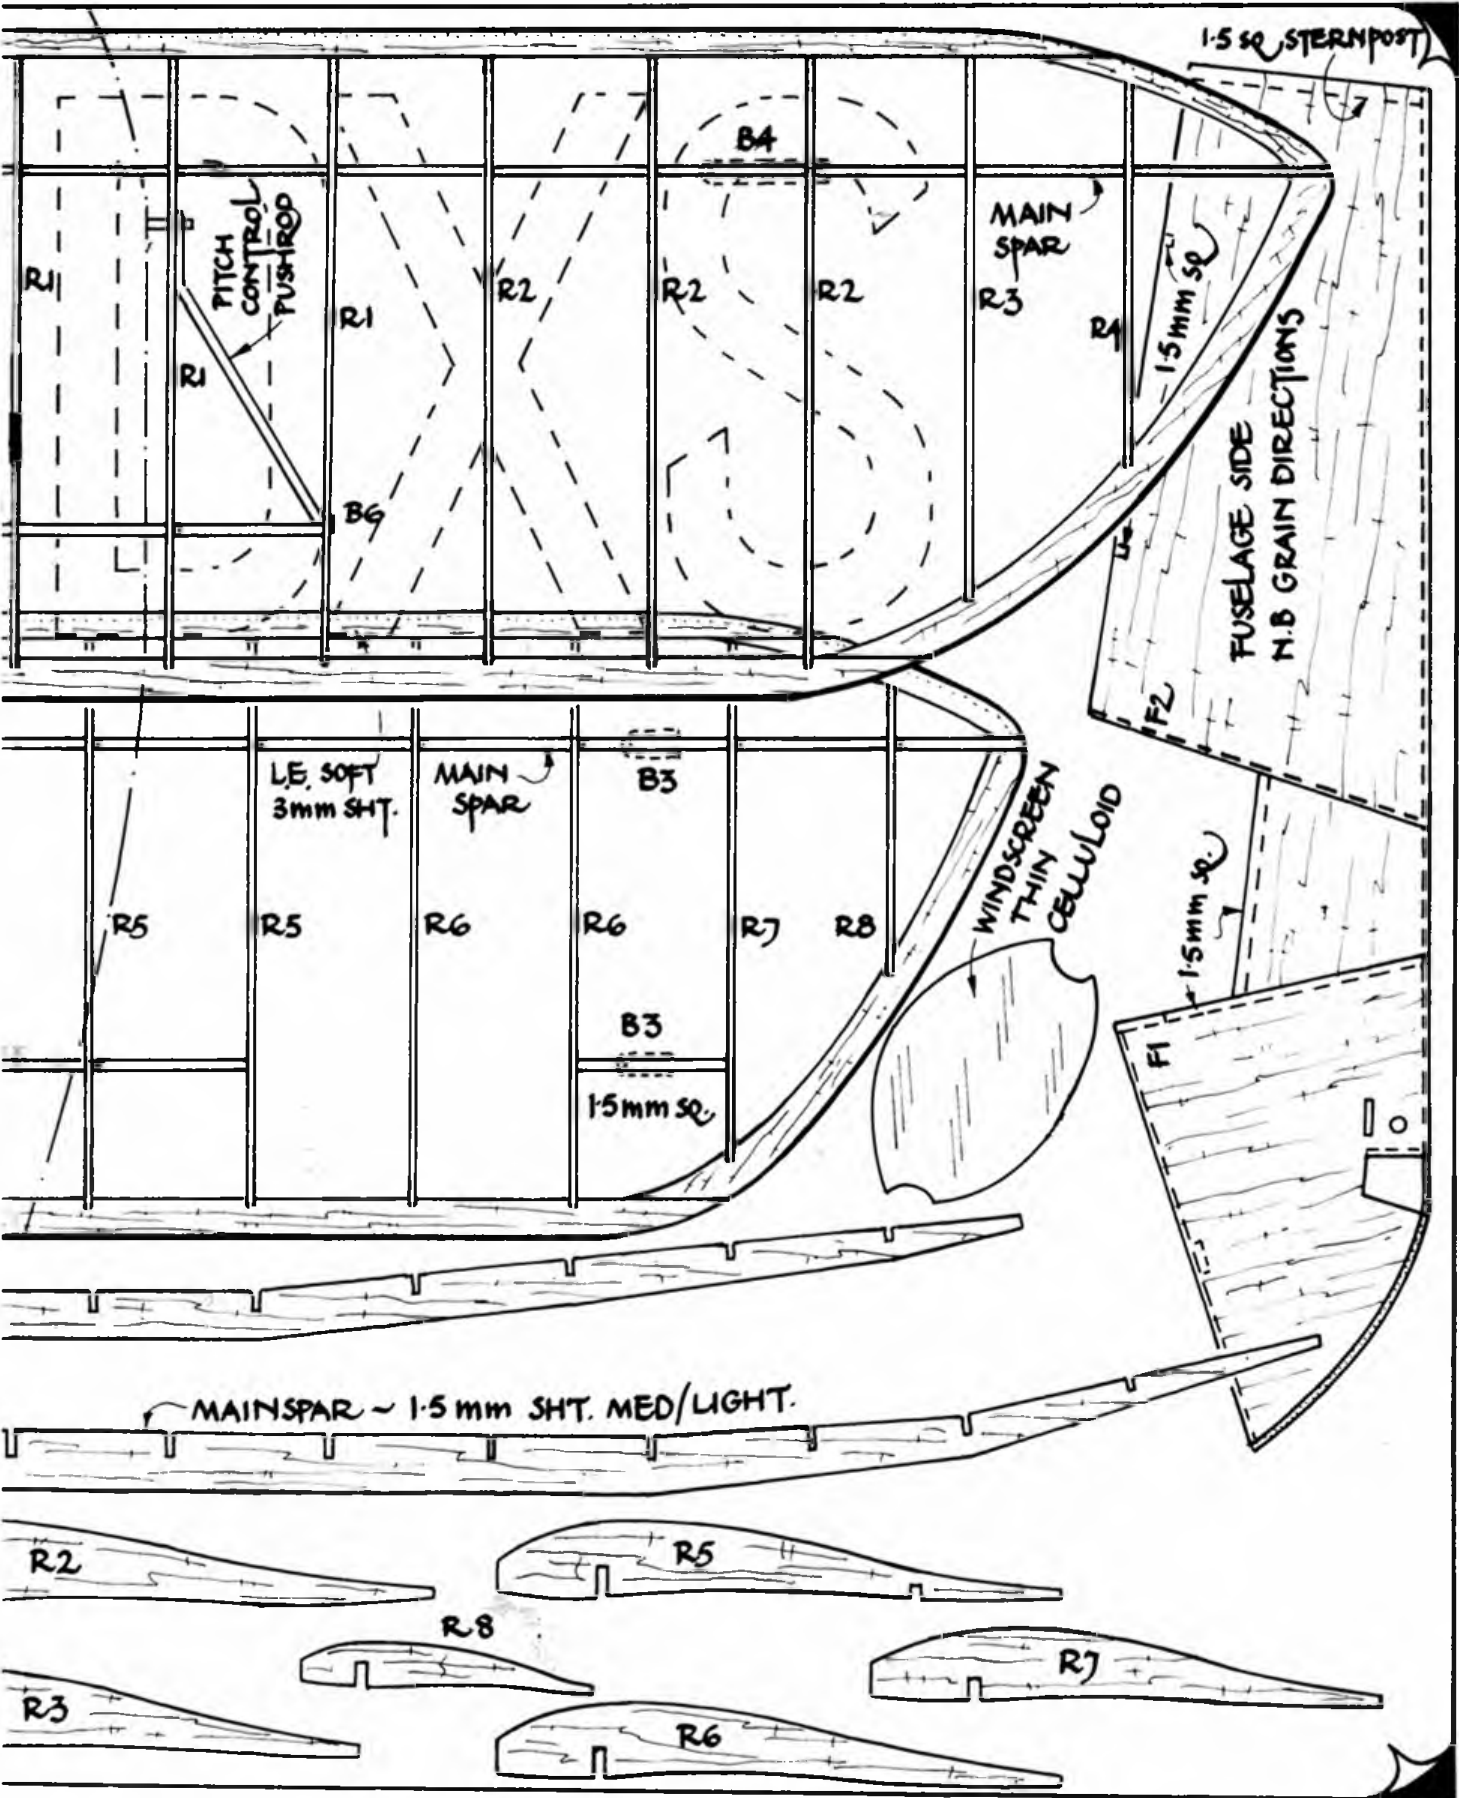 1.5 sq STERNPOST
B4
MAIN
SPAR
PITCH
CONTROL
PUSHROD
R1
R1
R1
R2
R2
R2
R3
R4
1.5mm sq
L1
L2
B6
FUSELAGE SIDE
N.B GRAIN DIRECTIONS
F2
L.E. SOFT
3mm SHT.
MAIN
SPAR
B3
WINDSCREEN
THIN
CELLULOID
1.5mm sq.
R5
R5
R6
R6
R7
R8
B3
1.5mm sq.
F1
MAINSPAR ~ 1.5 mm SHT. MED/LIGHT.
R2
R5
R8
R7
R3
R6